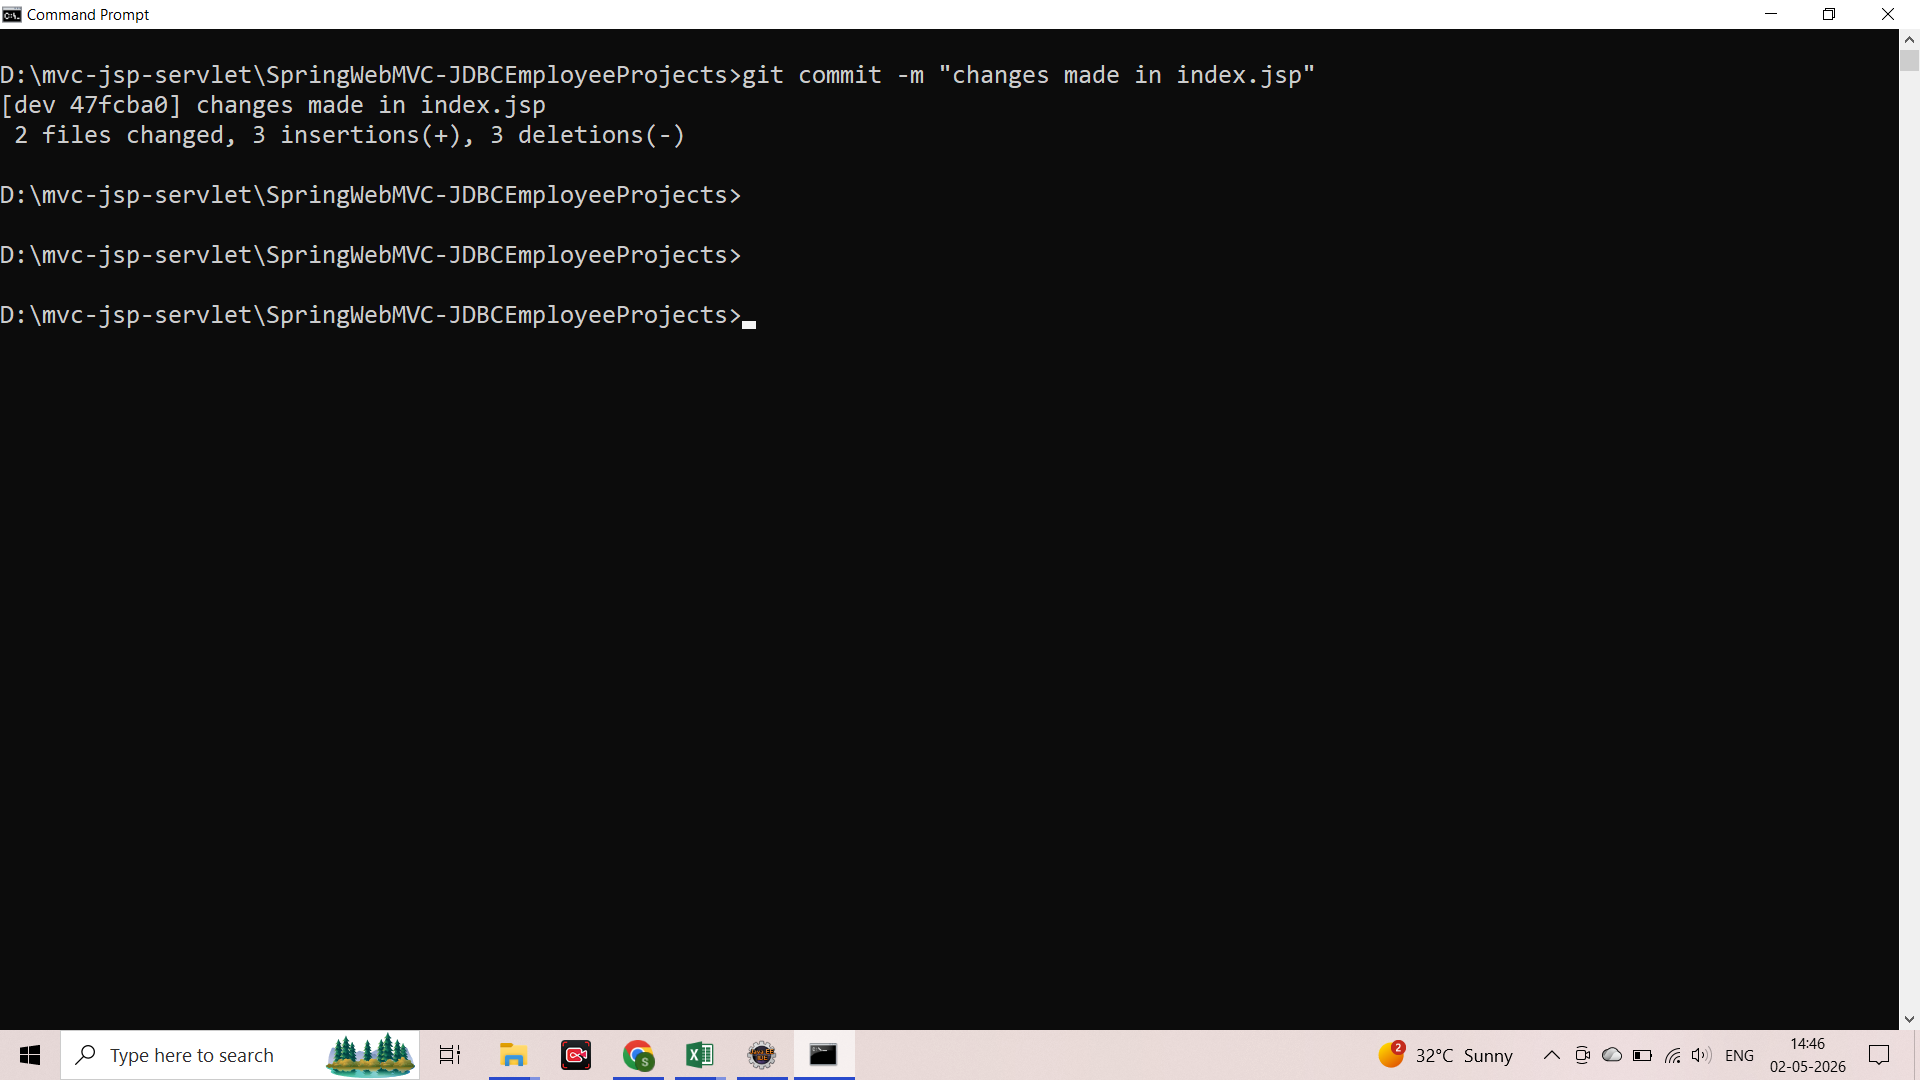 Command Prompt
D:\mvc-jsp-servlet\SpringWebMVC-JDBCEmployeeProjects>git commit -m "changes made in index.jsp"
[dev 47fcba0] changes made in index.jsp
 2 files changed, 3 insertions(+), 3 deletions(-)
D:\mvc-jsp-servlet\SpringWebMVC-JDBCEmployeeProjects>
D:\mvc-jsp-servlet\SpringWebMVC-JDBCEmployeeProjects>
D:\mvc-jsp-servlet\SpringWebMVC-JDBCEmployeeProjects>
Type here to search
S
2
32°C Sunny
ENG
14:46
02-05-2026